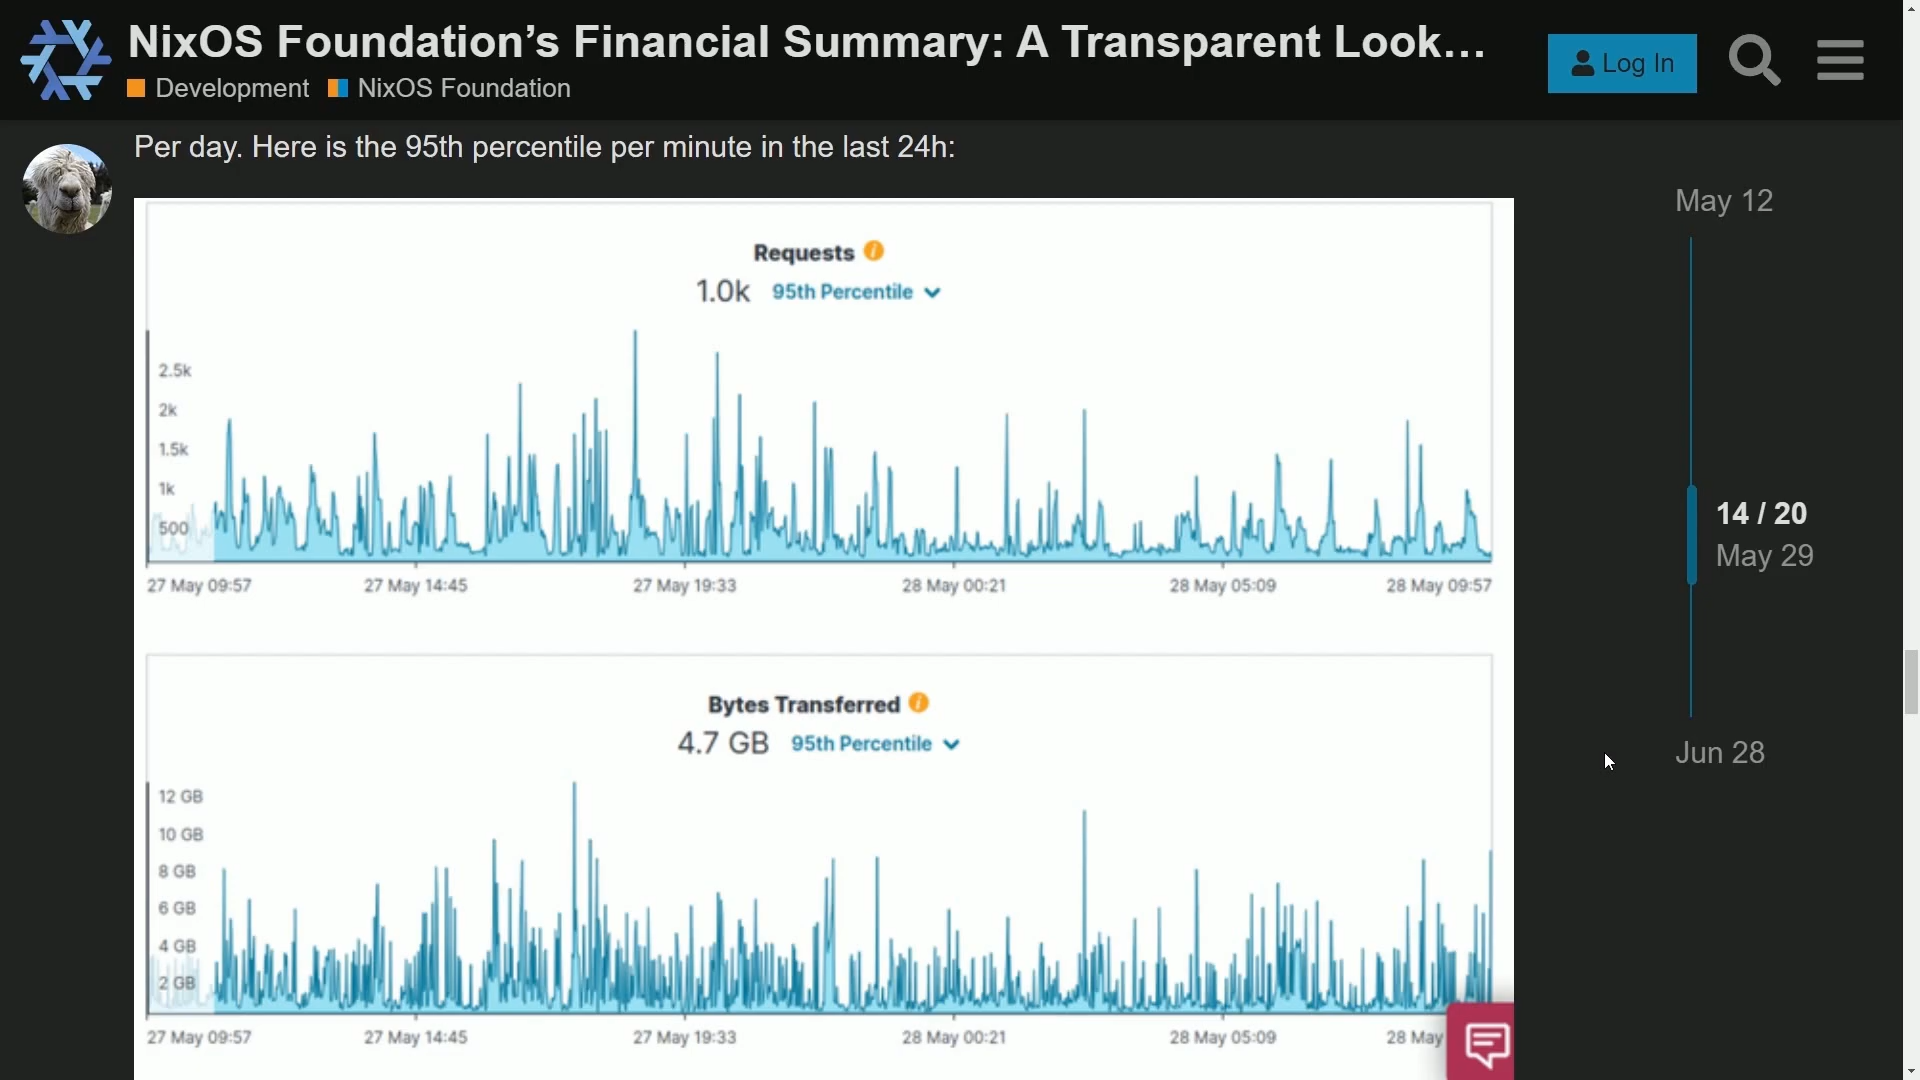 NixOS Foundation’s Financial Summary: A Transparent Look…
Development NixOS Foundation
Log In
Per day. Here is the 95th percentile per minute in the last 24h:
Requests
1.0k 95th Percentile
2.5k
2k
1.5k
1k
500
27 May 09:57 27 May 14:45 27 May 19:33 28 May 00:21 28 May 05:09 28 May 09:57
Bytes Transferred
4.7 GB 95th Percentile
12 GB
10 GB
8 GB
6 GB
4 GB
2 GB
27 May 09:57 27 May 14:45 27 May 19:33 28 May 00:21 28 May 05:09 28 May
May 12
14 / 20
May 29
Jun 28